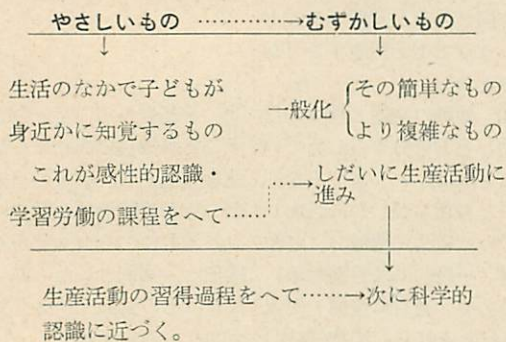 やさしいもの …………→むずかしいもの
↓ ↓
生活のなかで子どもが
身近かに知覚するもの
一般化 { その簡単なもの
より複雑なもの
これが感性的認識・
学習労働の課程をへて……
…→しだいに生産活動に
進み
↓
生産活動の習得過程をへて……→次に科学的
認識に近づく。